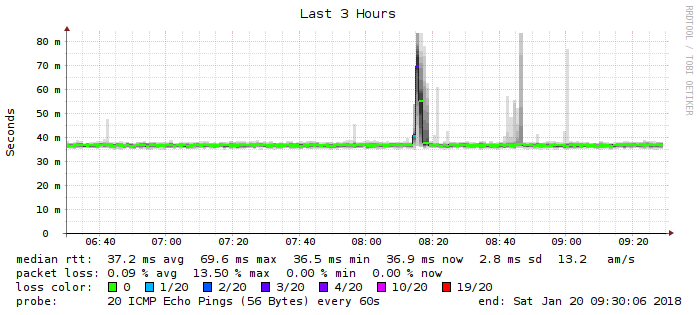 Last 3 Hours
RRDTOOL / TOBI OETIKER
Seconds
80 m
70 m
60 m
50 m
40 m
30 m
20 m
10 m
0
06:40 07:00 07:20 07:40 08:00 08:20 08:40 09:00 09:20
median rtt: 37.2 ms avg 69.6 ms max 36.5 ms min 36.9 ms now 2.8 ms sd 13.2 am/s
packet loss: 0.09 % avg 13.50 % max 0.00 % min 0.00 % now
loss color: 0 1/20 2/20 3/20 4/20 10/20 19/20
probe: 20 ICMP Echo Pings (56 Bytes) every 60s end: Sat Jan 20 09:30:06 2018